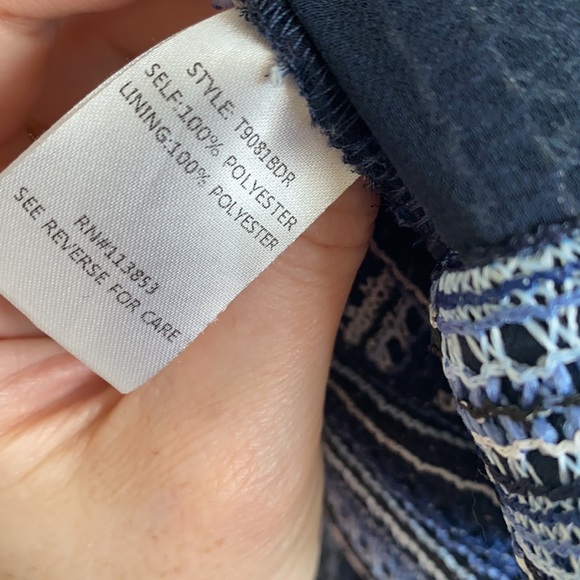 STYLE: T9081BDR
SELF:100% POLYESTER
LINING:100% POLYESTER
RN#113853
SEE REVERSE FOR CARE